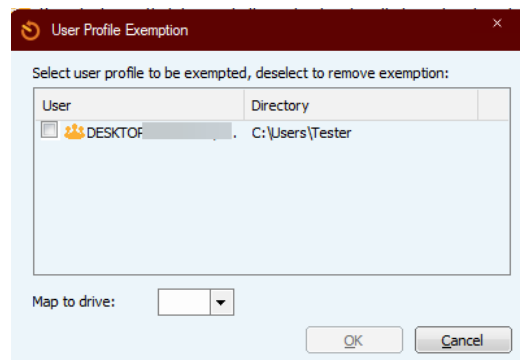 User Profile Exemption
Select user profile to be exempted, deselect to remove exemption:
User Directory
DESKTOP . C:\Users\Tester
Map to drive:
OK Cancel